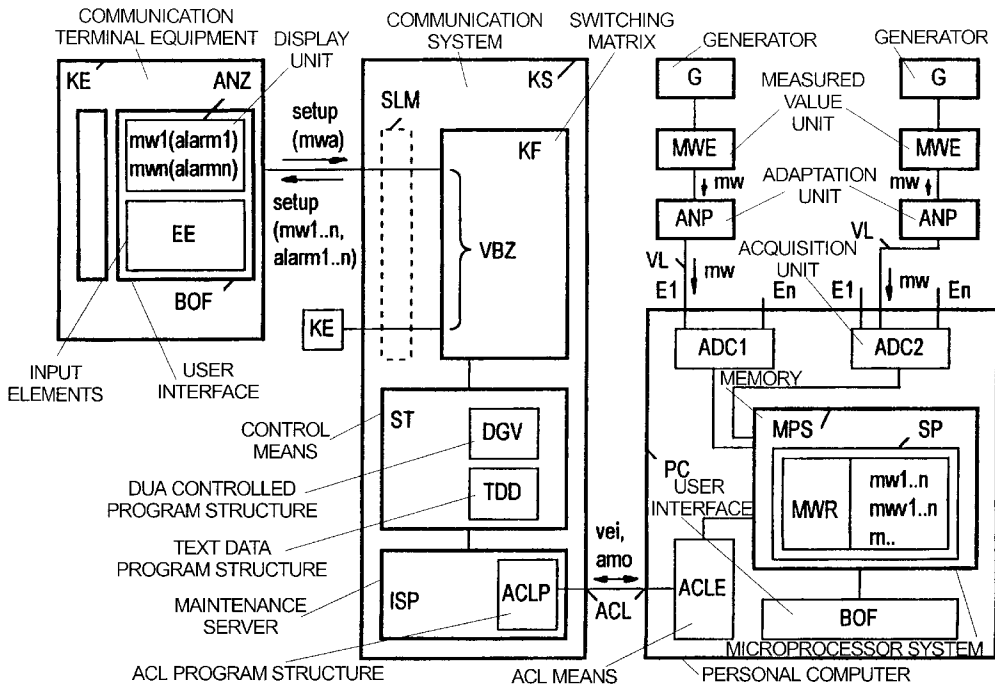 COMMUNICATION
TERMINAL EQUIPMENT
DISPLAY
UNIT
KE
ANZ
mw1(alarm1)
mwn(alarmn)
EE
BOF
INPUT
ELEMENTS
USER
INTERFACE
setup
(mwa)
setup
(mw1..n,
alarm1..n)
KE
COMMUNICATION
SYSTEM
SWITCHING
MATRIX
KS
SLM
KF
VBZ
CONTROL
MEANS
ST
DGV
TDD
DUA CONTROLLED
PROGRAM STRUCTURE
TEXT DATA
PROGRAM STRUCTURE
MAINTENANCE
SERVER
ISP
ACLP
ACL PROGRAM STRUCTURE
vei,
amo
ACL
GENERATOR
GENERATOR
G
G
MEASURED
VALUE
UNIT
MWE
MWE
mw
mw
ADAPTATION
UNIT
ANP
ANP
ACQUISITION
UNIT
VL
VL
mw
mw
E1
En
E1
En
ADC1
ADC2
MEMORY
MPS
SP
PC
USER
INTERFACE
MWR
mw1..n
mwv1..n
m..
ACLE
BOF
MICROPROCESSOR SYSTEM
ACL MEANS
PERSONAL COMPUTER